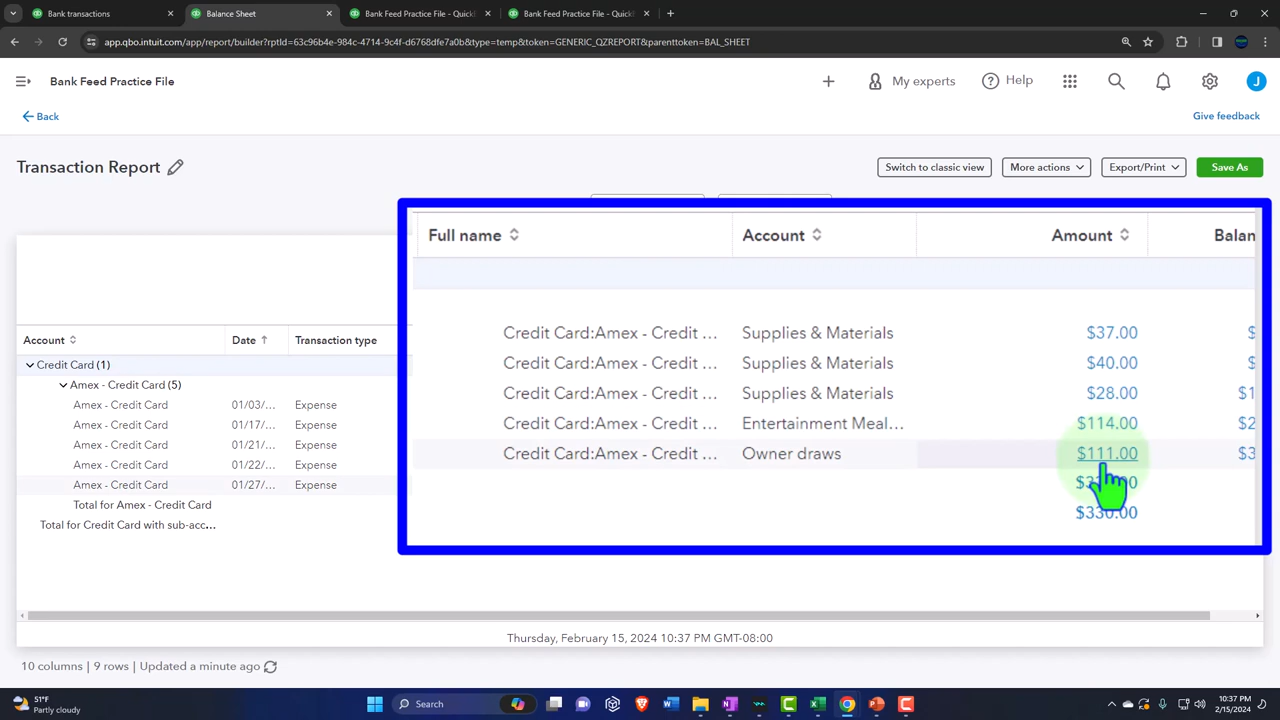 Bank transactions
Balance Sheet
Bank Feed Practice File - Quick
Bank Feed Practice File - Quick
app.qbo.intuit.com/app/report/builder?rptId=63c96b4e-984c-4714-9c4f-d6768dfe7a0b&type=temp&token=GENERIC_QZREPORT&parenttoken=BAL_SHEET
Bank Feed Practice File
My experts
Help
J
Back
Give feedback
Transaction Report
Switch to classic view
More actions
Export/Print
Save As
Full name Account Amount Balan
Account Date Transaction type
Credit Card (1)
Amex - Credit Card (5)
Amex - Credit Card 01/03/... Expense
Amex - Credit Card 01/17/... Expense
Amex - Credit Card 01/21/... Expense
Amex - Credit Card 01/22/... Expense
Amex - Credit Card 01/27/... Expense
Total for Amex - Credit Card
Total for Credit Card with sub-acc...
Credit Card:Amex - Credit ... Supplies & Materials $37.00 $
Credit Card:Amex - Credit ... Supplies & Materials $40.00 $
Credit Card:Amex - Credit ... Supplies & Materials $28.00 $1
Credit Card:Amex - Credit ... Entertainment Meal... $114.00 $2
Credit Card:Amex - Credit ... Owner draws $111.00 $3
$330.00
Thursday, February 15, 2024 10:37 PM GMT-08:00
10 columns | 9 rows | Updated a minute ago
51°F
Partly cloudy
Search
10:37 PM
2/15/2024